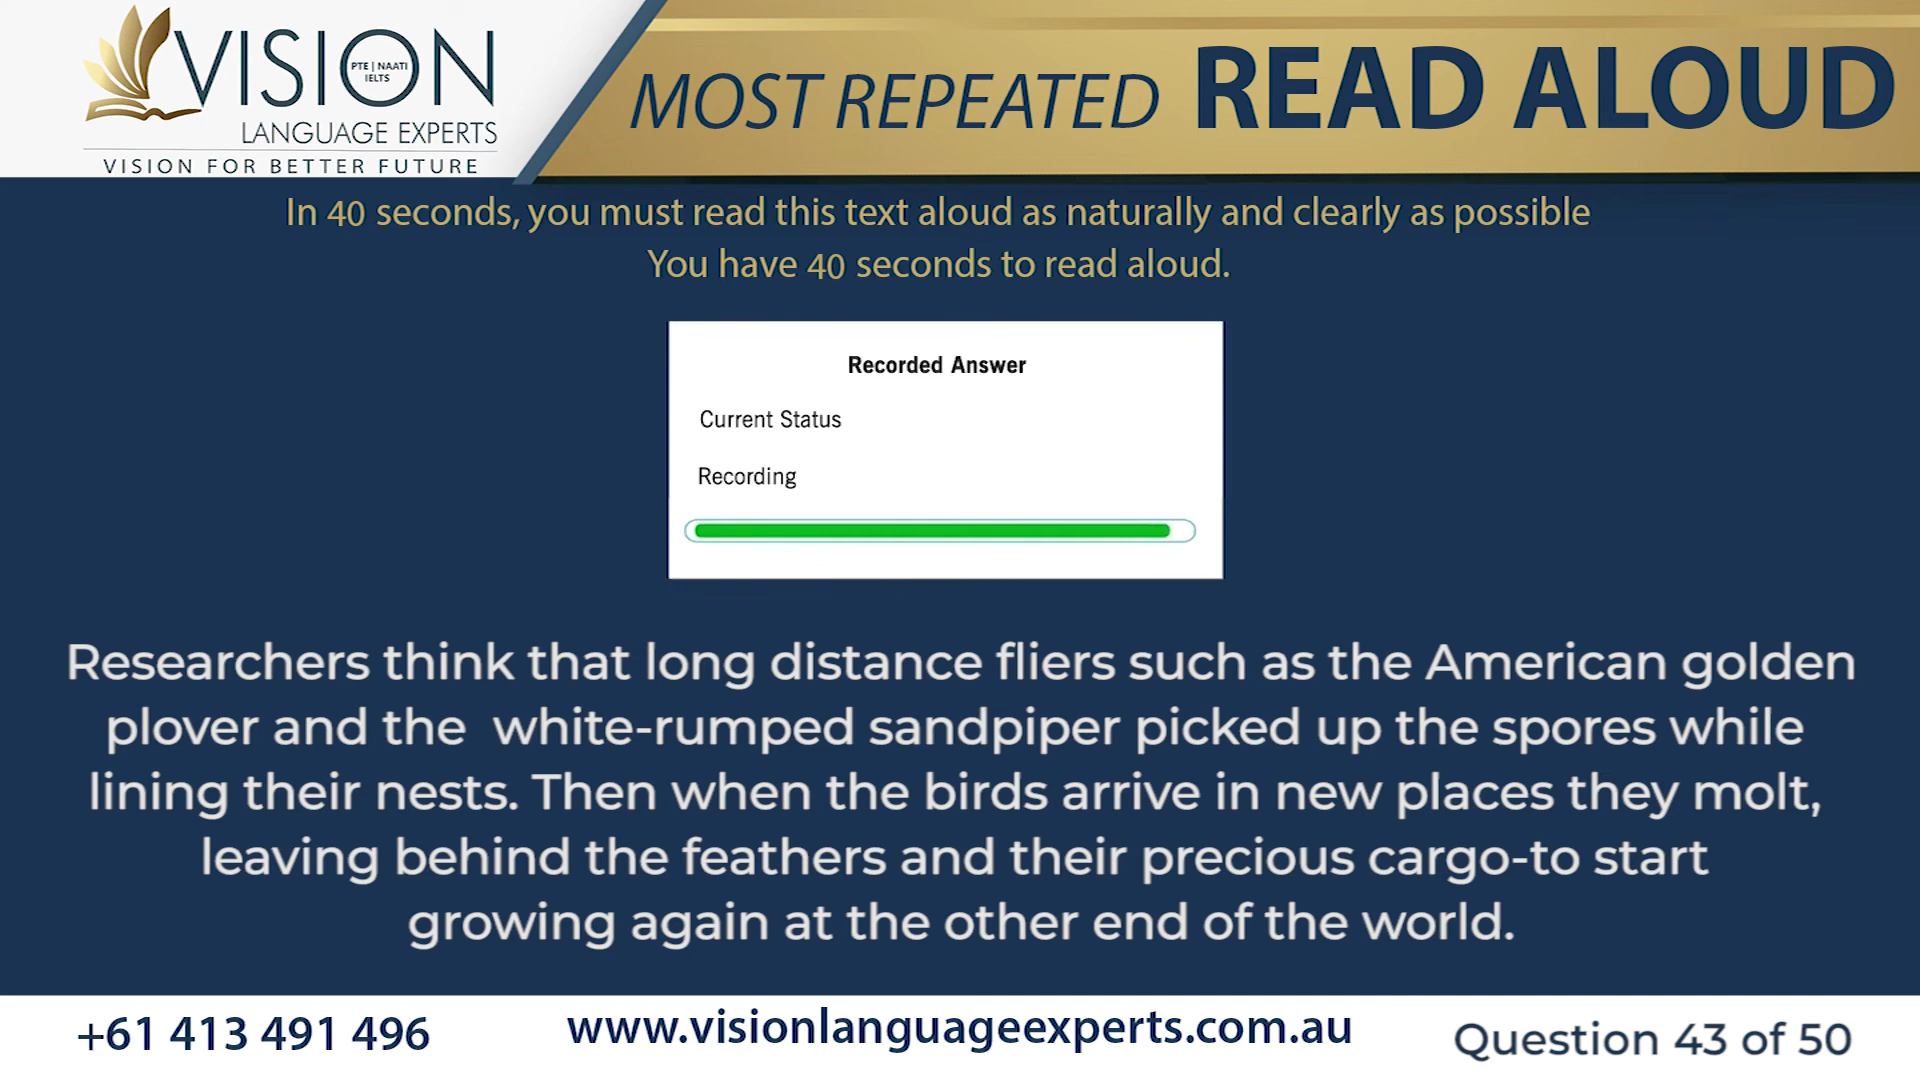 VISION
PTE | NAATI
IELTS
LANGUAGE EXPERTS
VISION FOR BETTER FUTURE
MOST REPEATED READ ALOUD
In 40 seconds, you must read this text aloud as naturally and clearly as possible
You have 40 seconds to read aloud.
Recorded Answer
Current Status
Recording
Researchers think that long distance fliers such as the American golden
plover and the white-rumped sandpiper picked up the spores while
lining their nests. Then when the birds arrive in new places they molt,
leaving behind the feathers and their precious cargo-to start
growing again at the other end of the world.
+61 413 491 496
www.visionlanguageexperts.com.au
Question 43 of 50